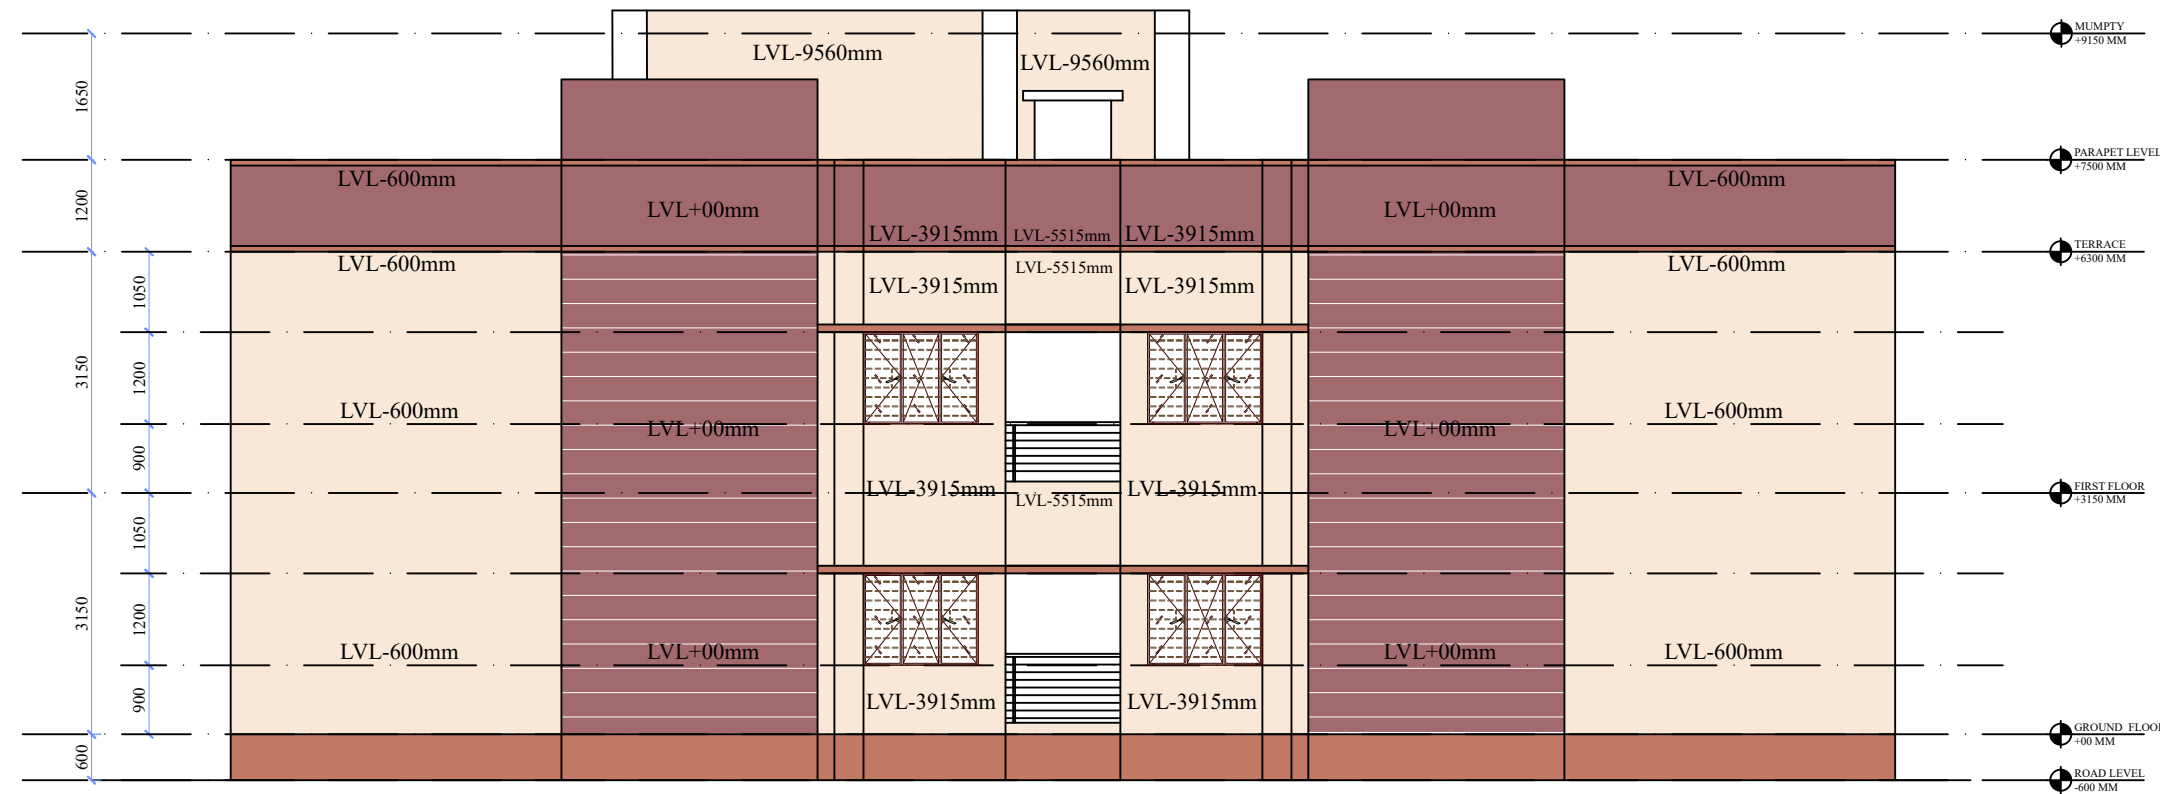 MUMPTY
+9150 MM
LVL-9560mm
LVL-9560mm
1650
PARAPET LEVEL
+7500 MM
LVL-600mm
LVL-600mm
1200
LVL+00mm
LVL+00mm
LVL-3915mm
LVL-5515mm
LVL-3915mm
TERRACE
+6300 MM
LVL-600mm
LVL-5515mm
LVL-600mm
LVL-3915mm
LVL-3915mm
1050
3150
1200
LVL-600mm
LVL-600mm
LVL+00mm
LVL+00mm
900
FIRST FLOOR
+3150 MM
LVL-3915mm
LVL-3915mm
LVL-5515mm
1050
3150
1200
LVL-600mm
LVL+00mm
LVL+00mm
LVL-600mm
900
LVL-3915mm
LVL-3915mm
GROUND FLOOR
+00 MM
600
ROAD LEVEL
-600 MM